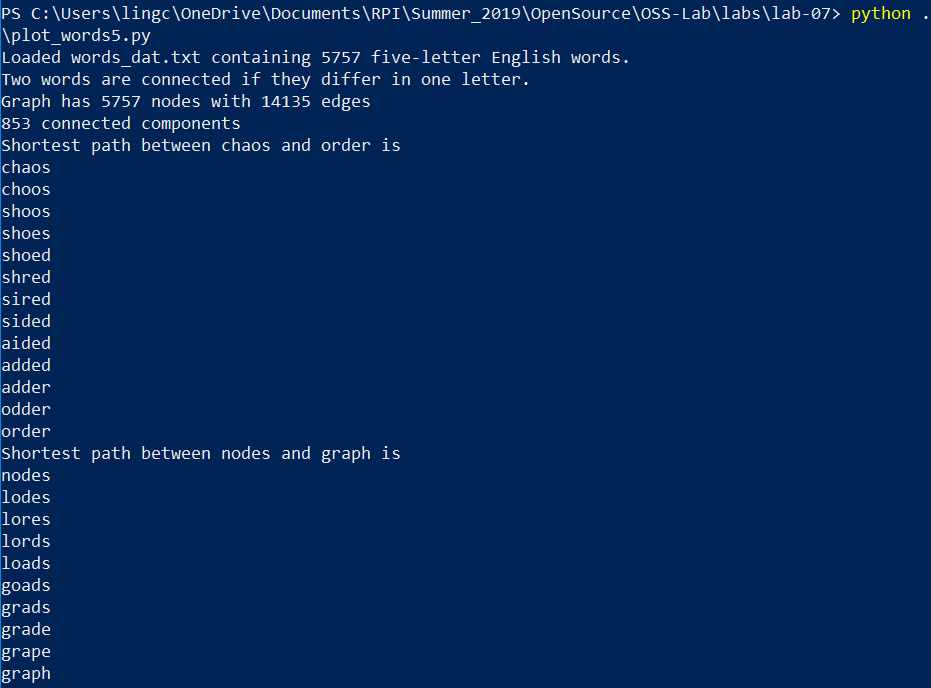 PS C:\Users\lingc\OneDrive\Documents\RPI\Summer_2019\OpenSource\OSS-Lab\labs\lab-07> python .
\plot_words5.py
Loaded words_dat.txt containing 5757 five-letter English words.
Two words are connected if they differ in one letter.
Graph has 5757 nodes with 14135 edges
853 connected components
Shortest path between chaos and order is
chaos
choos
shoos
shoes
shoed
shred
sired
sided
aided
added
adder
odder
order
Shortest path between nodes and graph is
nodes
lodes
lores
lords
loads
goads
grads
grade
grape
graph